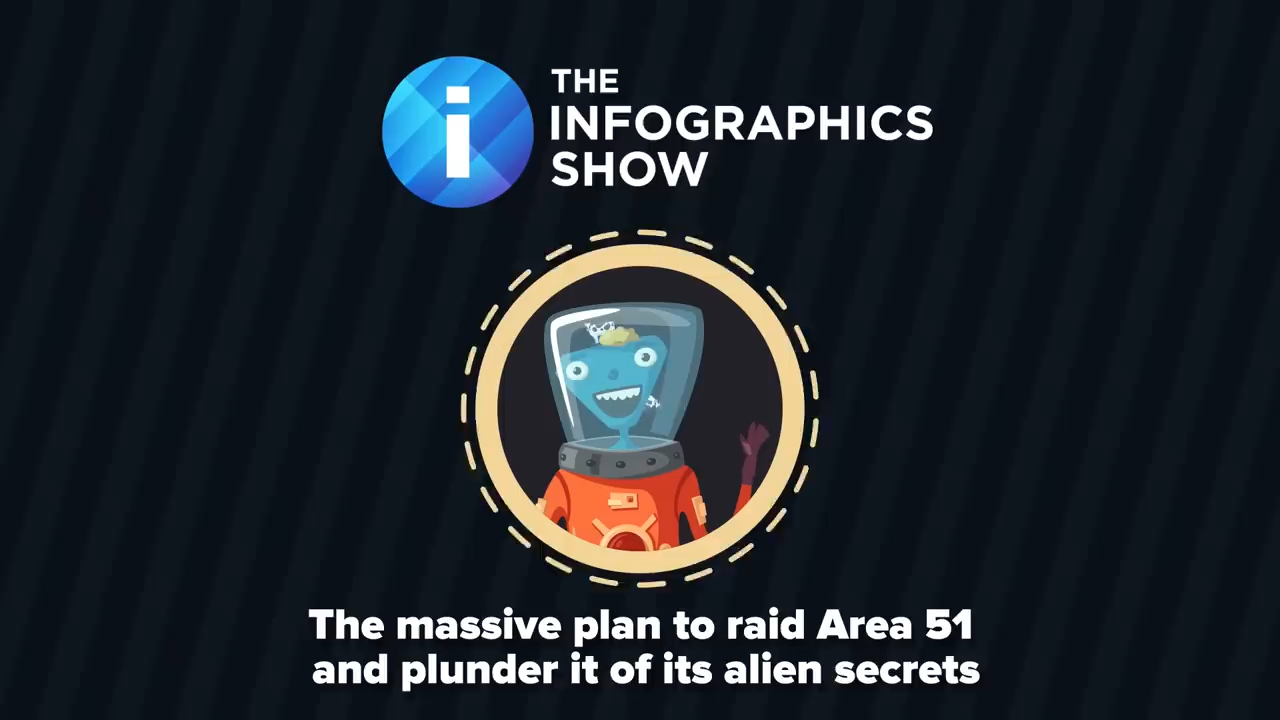 THE
INFOGRAPHICS
SHOW
The massive plan to raid Area 51
and plunder it of its alien secrets